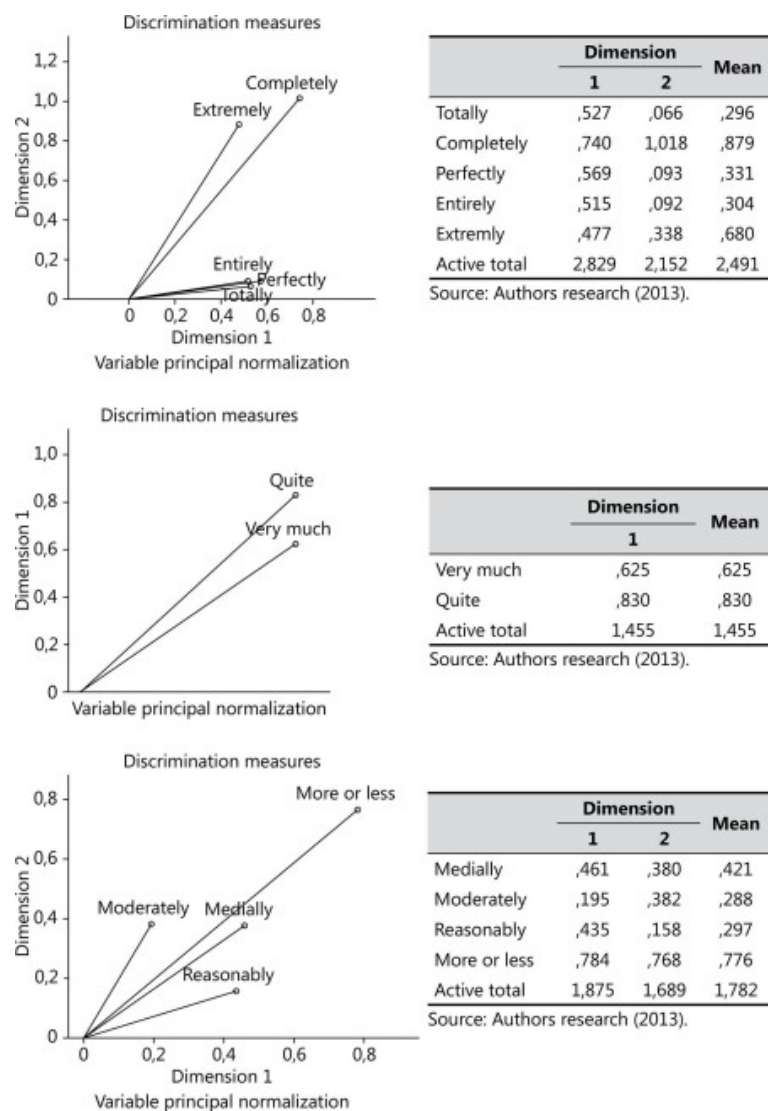 Discrimination measures
1,2
1,0
0,8
0,6
0,4
0,2
0
Dimension 2
Completely
Extremely
Entirely
Perfectly
Totally
0 0,2 0,4 0,6 0,8
Dimension 1
Variable principal normalization
Dimension Mean
1 2
Totally ,527 ,066 ,296
Completely ,740 1,018 ,879
Perfectly ,569 ,093 ,331
Entirely ,515 ,092 ,304
Extremly ,477 ,338 ,680
Active total 2,829 2,152 2,491
Source: Authors research (2013).
Discrimination measures
1,0
0,8
0,6
0,4
0,2
0
Dimension 1
Quite
Very much
Variable principal normalization
Dimension Mean
1
Very much ,625 ,625
Quite ,830 ,830
Active total 1,455 1,455
Source: Authors research (2013).
Discrimination measures
0,8
0,6
0,4
0,2
0
Dimension 2
More or less
Moderately
Medially
Reasonably
0 0,2 0,4 0,6 0,8
Dimension 1
Variable principal normalization
Dimension Mean
1 2
Medially ,461 ,380 ,421
Moderately ,195 ,382 ,288
Reasonably ,435 ,158 ,297
More or less ,784 ,768 ,776
Active total 1,875 1,689 1,782
Source: Authors research (2013).